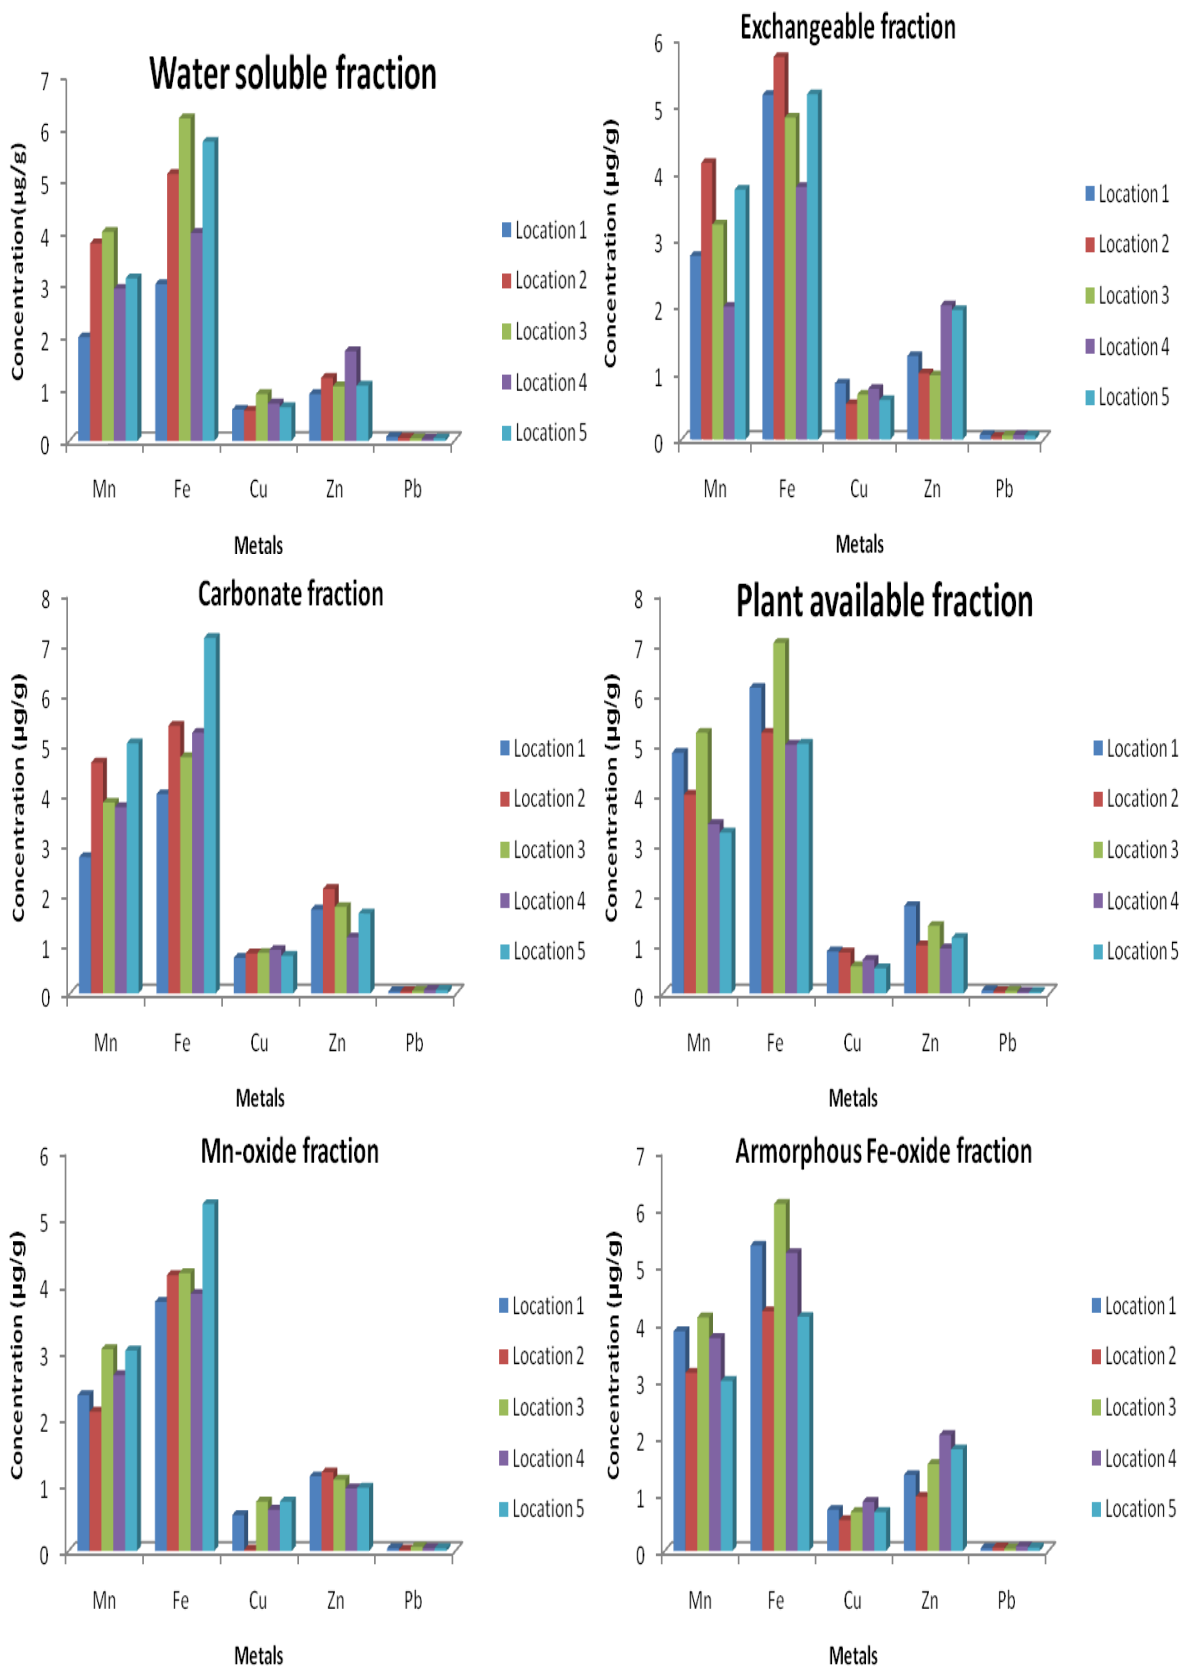 Water soluble fraction
Concentration(µg/g)
7
6
5
4
3
2
1
0
Mn Fe Cu Zn Pb
Metals
Location 1
Location 2
Location 3
Location 4
Location 5
Exchangeable fraction
Concentration (µg/g)
6
5
4
3
2
1
0
Mn Fe Cu Zn Pb
Metals
Location 1
Location 2
Location 3
Location 4
Location 5
Carbonate fraction
Concentration (µg/g)
8
7
6
5
4
3
2
1
0
Mn Fe Cu Zn Pb
Metals
Location 1
Location 2
Location 3
Location 4
Location 5
Plant available fraction
Concentration (µg/g)
8
7
6
5
4
3
2
1
0
Mn Fe Cu Zn Pb
Metals
Location 1
Location 2
Location 3
Location 4
Location 5
Mn-oxide fraction
Concentration (µg/g)
6
5
4
3
2
1
0
Mn Fe Cu Zn Pb
Metals
Location 1
Location 2
Location 3
Location 4
Location 5
Armorphous Fe-oxide fraction
Concentration (µg/g)
7
6
5
4
3
2
1
0
Mn Fe Cu Zn Pb
Metals
Location 1
Location 2
Location 3
Location 4
Location 5